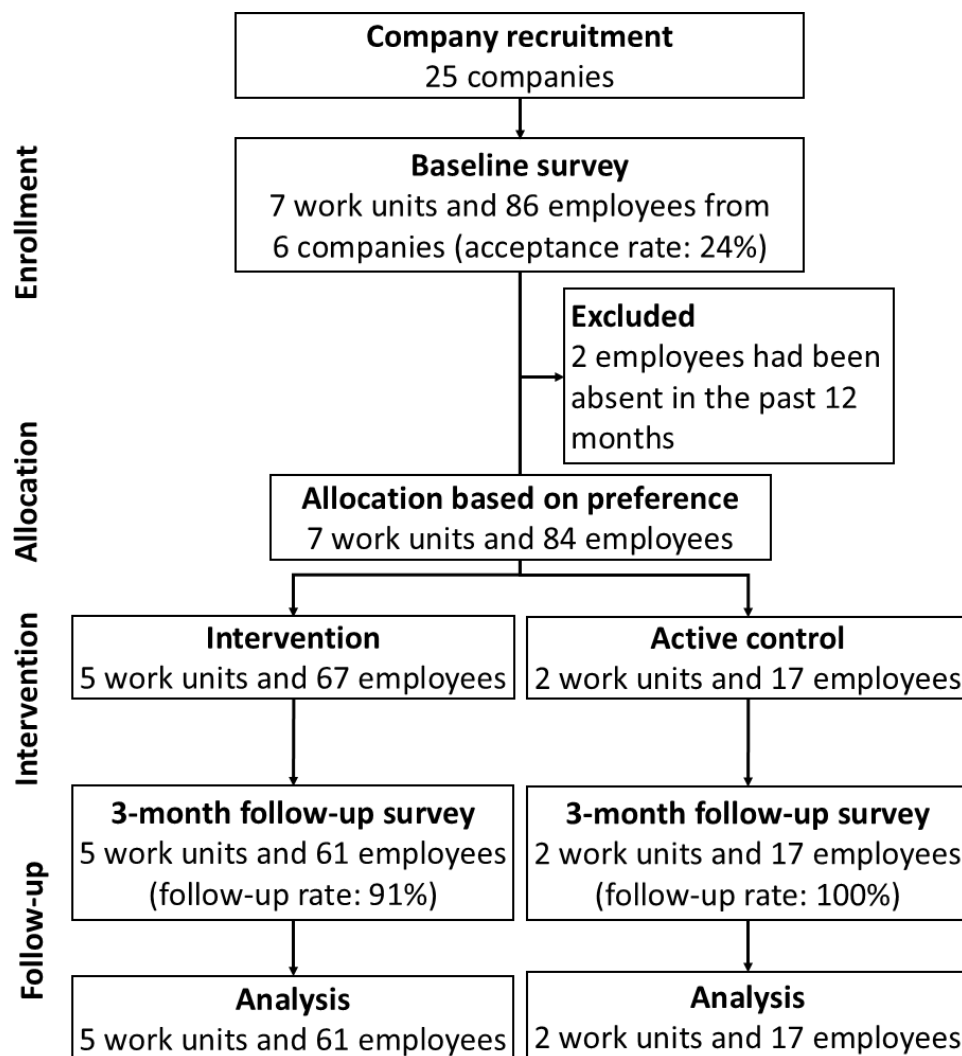 Company recruitment
25 companies
Enrollment
Baseline survey
7 work units and 86 employees from
6 companies (acceptance rate: 24%)
Excluded
2 employees had been
absent in the past 12
months
Allocation
Allocation based on preference
7 work units and 84 employees
Intervention
Intervention
5 work units and 67 employees
Active control
2 work units and 17 employees
Follow-up
3-month follow-up survey
5 work units and 61 employees
(follow-up rate: 91%)
3-month follow-up survey
2 work units and 17 employees
(follow-up rate: 100%)
Analysis
5 work units and 61 employees
Analysis
2 work units and 17 employees